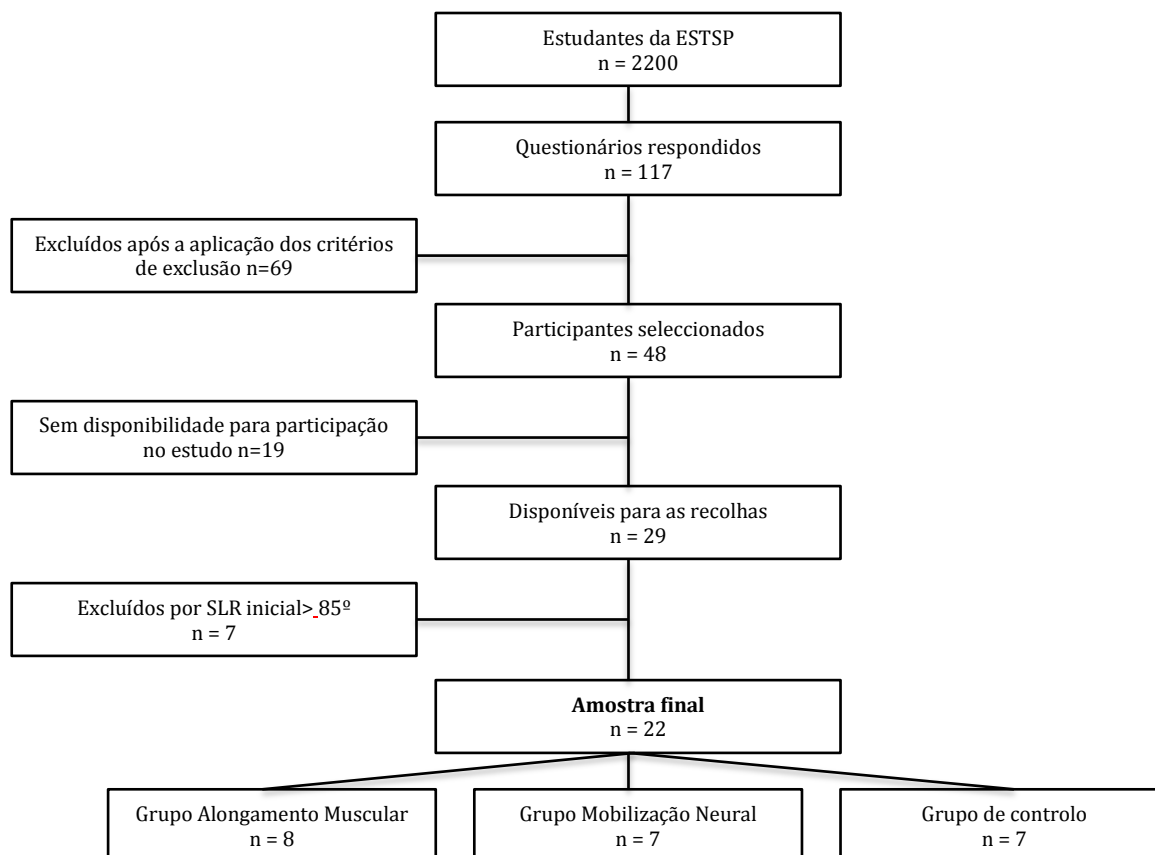 Estudantes da ESTSP
n = 2200
Questionários respondidos
n = 117
Excluídos após a aplicação dos critérios
de exclusão n=69
Participantes seleccionados
n = 48
Sem disponibilidade para participação
no estudo n=19
Disponíveis para as recolhas
n = 29
Excluídos por SLR inicial> 85º
n = 7
Amostra final
n = 22
Grupo Alongamento Muscular
n = 8
Grupo Mobilização Neural
n = 7
Grupo de controlo
n = 7